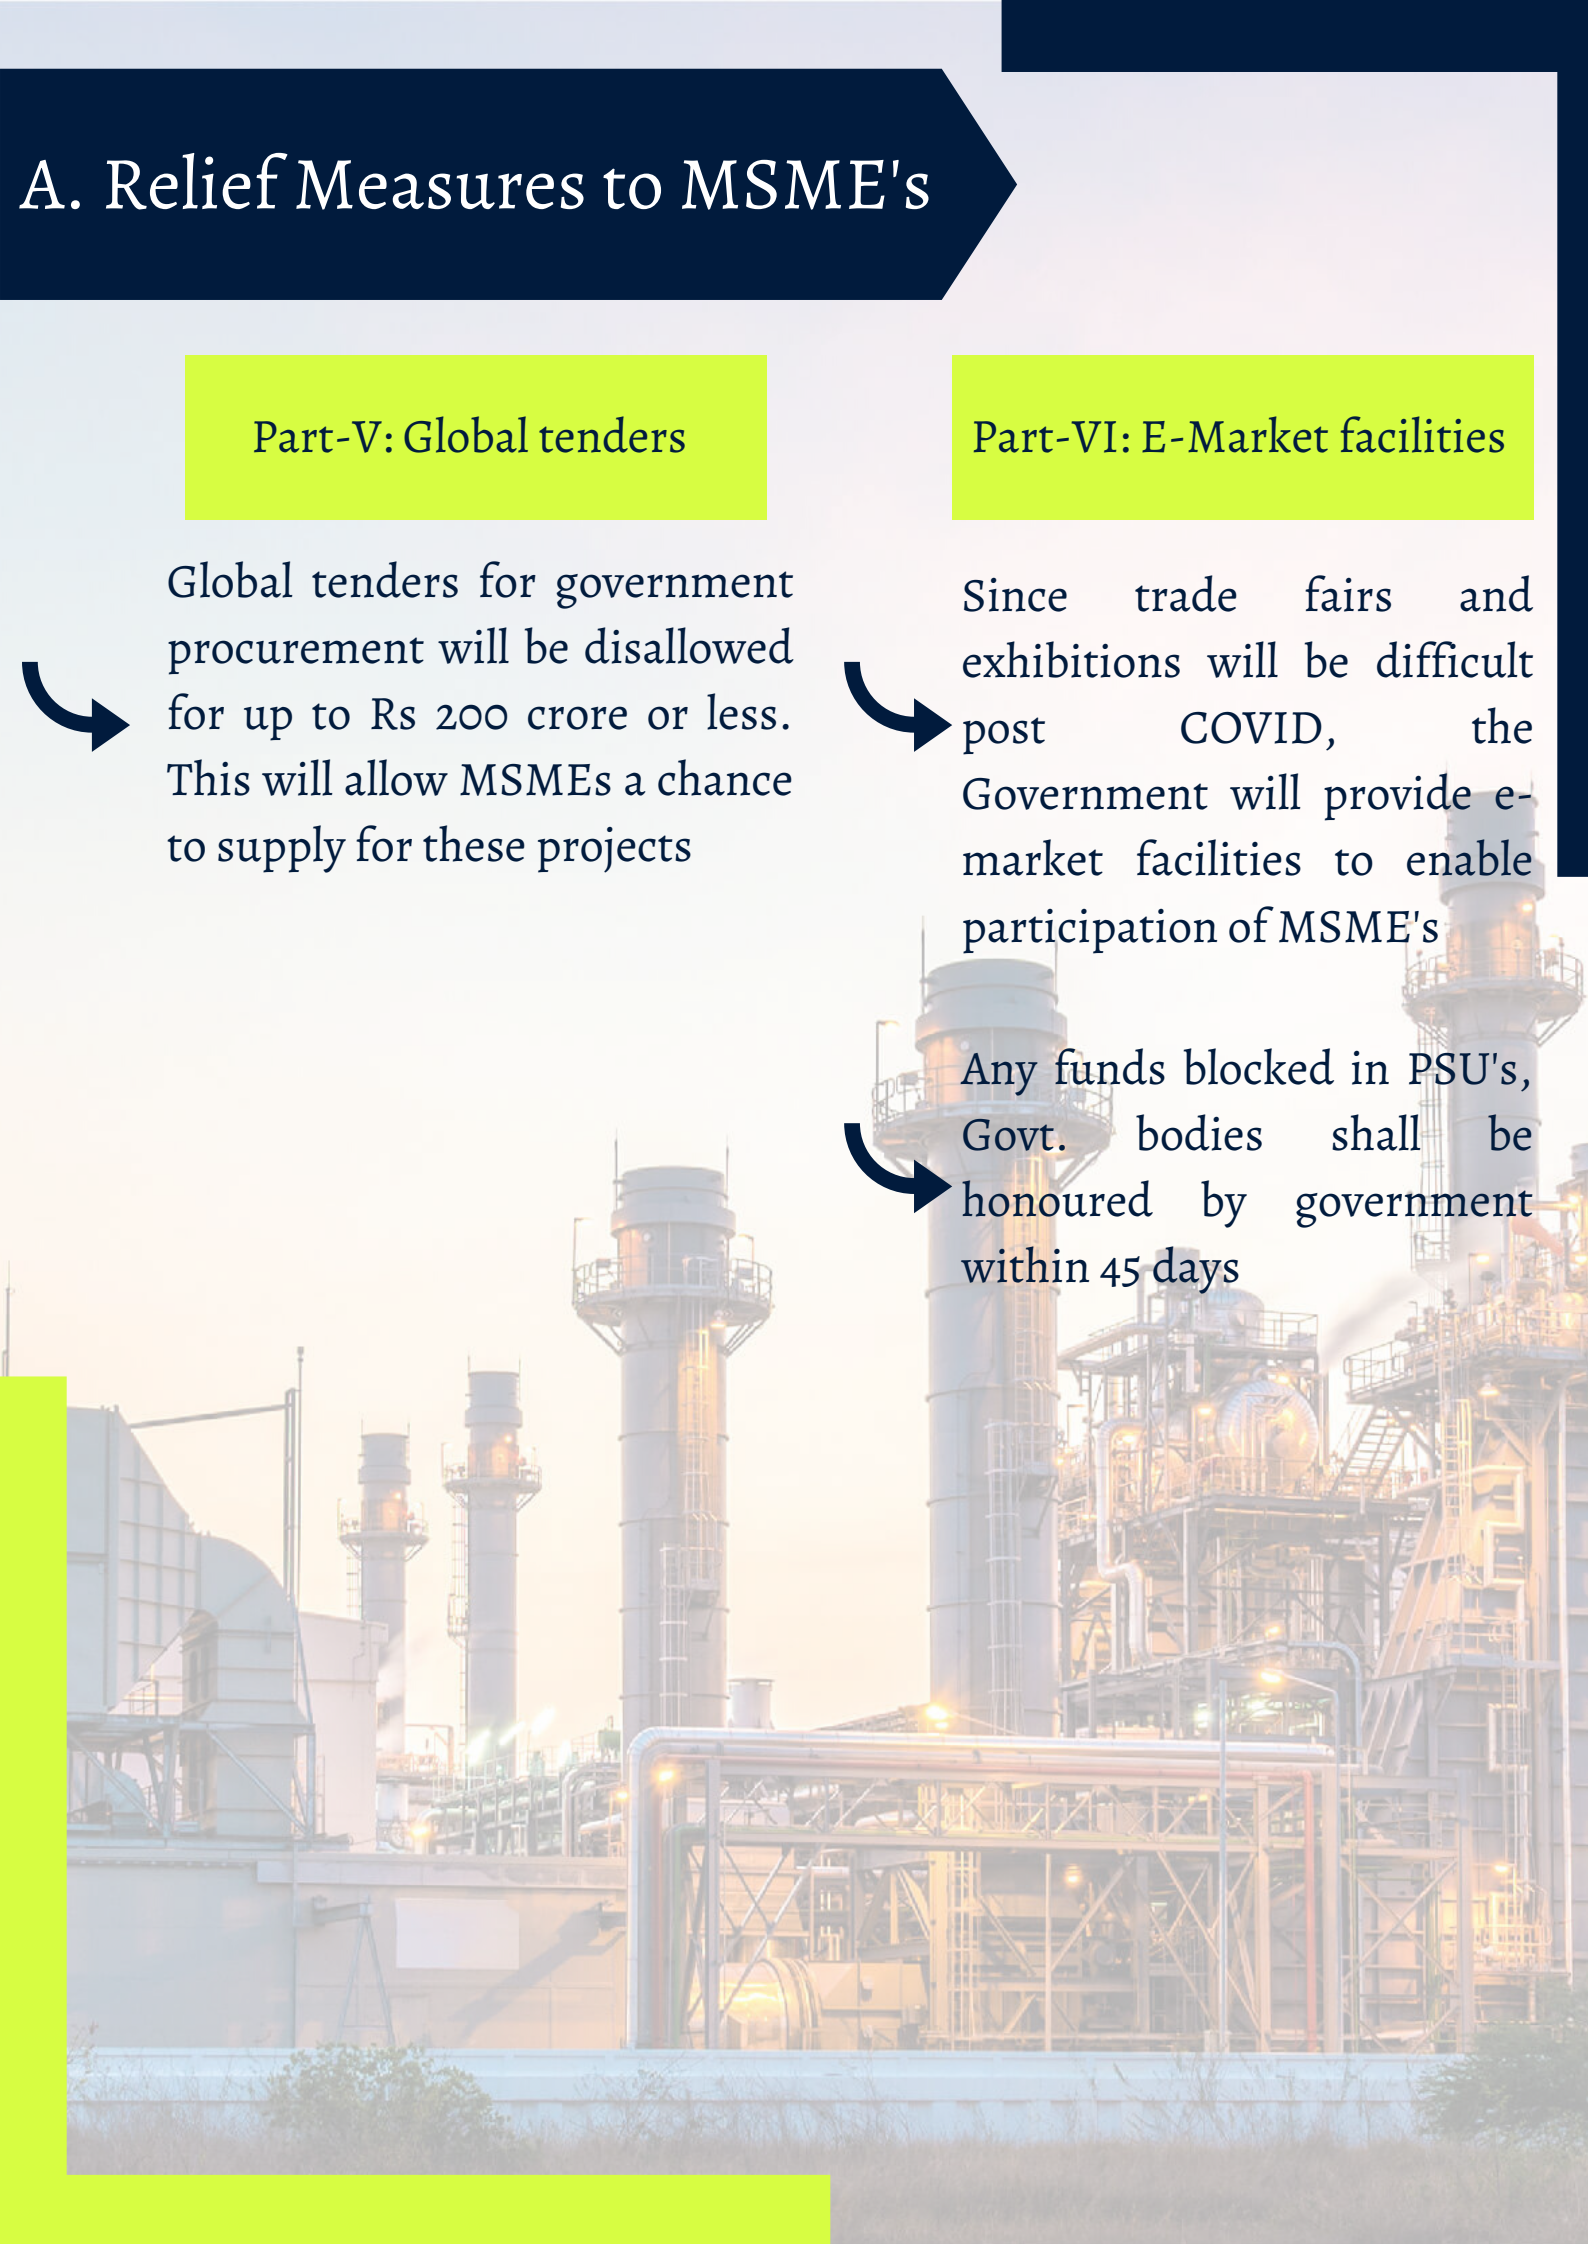 A. Relief Measures to MSME's
Part-V: Global tenders
Global tenders for government
procurement will be disallowed
for up to Rs 200 crore or less.
This will allow MSMEs a chance
to supply for these projects
Part-VI: E-Market facilities
Since trade fairs and
exhibitions will be difficult
post COVID, the
Government will provide e-
market facilities to enable
participation of MSME's
Any funds blocked in PSU's,
Govt. bodies shall be
honoured by government
within 45 days